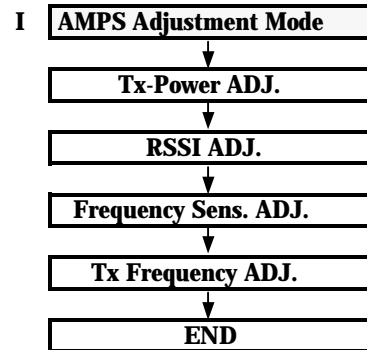 I AMPS Adjustment Mode
Tx-Power ADJ.
RSSI ADJ.
Frequency Sens. ADJ.
Tx Frequency ADJ.
END